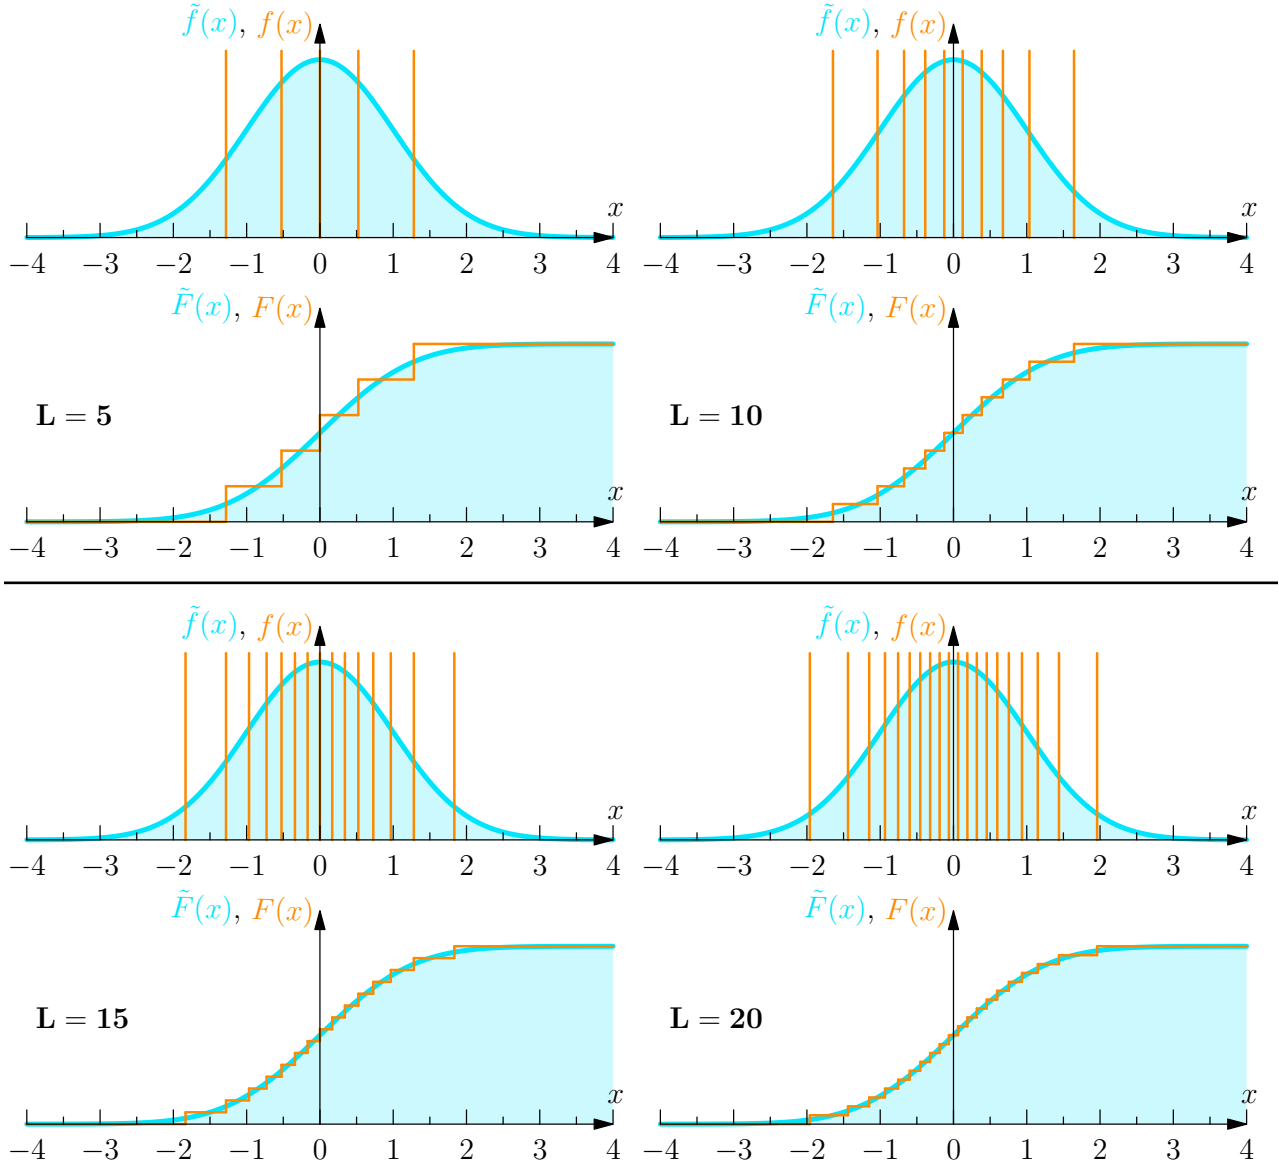 f̃(x), f(x) f̃(x), f(x)
x x
−4 −3 −2 −1 0 1 2 3 4 −4 −3 −2 −1 0 1 2 3 4
F̃(x), F(x) F̃(x), F(x)
L = 5 L = 10
x x
−4 −3 −2 −1 0 1 2 3 4 −4 −3 −2 −1 0 1 2 3 4
f̃(x), f(x) f̃(x), f(x)
x x
−4 −3 −2 −1 0 1 2 3 4 −4 −3 −2 −1 0 1 2 3 4
F̃(x), F(x) F̃(x), F(x)
L = 15 L = 20
x x
−4 −3 −2 −1 0 1 2 3 4 −4 −3 −2 −1 0 1 2 3 4